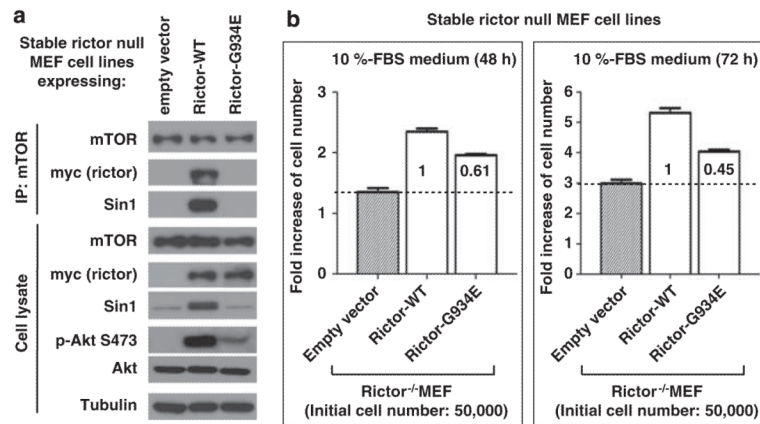 a
Stable rictor null
MEF cell lines
expressing:
empty vector
Rictor-WT
Rictor-G934E
IP: mTOR
mTOR
myc (rictor)
Sin1
Cell lysate
mTOR
myc (rictor)
Sin1
p-Akt S473
Akt
Tubulin
b
Stable rictor null MEF cell lines
10 %-FBS medium (48 h)
Fold increase of cell number
3
2
1
0
1
0.61
Empty vector
Rictor-WT
Rictor-G934E
Rictor-/-MEF
(Initial cell number: 50,000)
10 %-FBS medium (72 h)
Fold increase of cell number
6
5
4
3
2
1
0
1
0.45
Empty vector
Rictor-WT
Rictor-G934E
Rictor-/-MEF
(Initial cell number: 50,000)